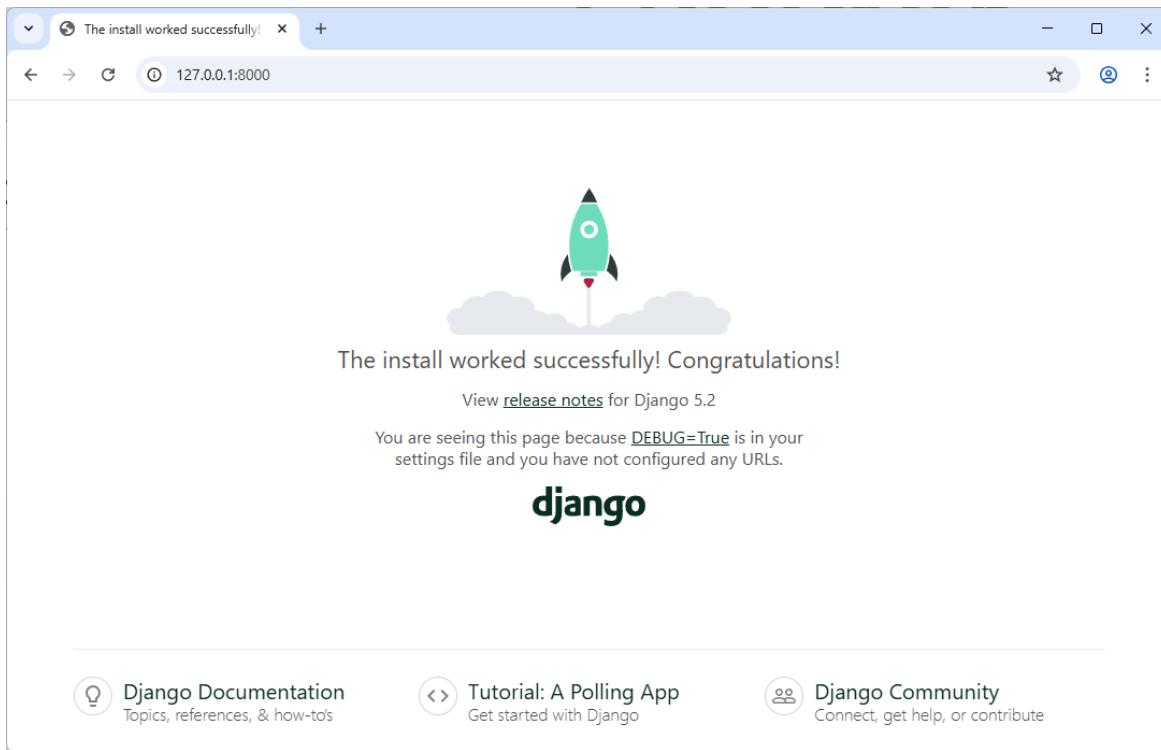 The install worked successfully!
127.0.0.1:8000
The install worked successfully! Congratulations!
View release notes for Django 5.2
You are seeing this page because DEBUG=True is in your
settings file and you have not configured any URLs.
django
Django Documentation
Topics, references, & how-to's
Tutorial: A Polling App
Get started with Django
Django Community
Connect, get help, or contribute